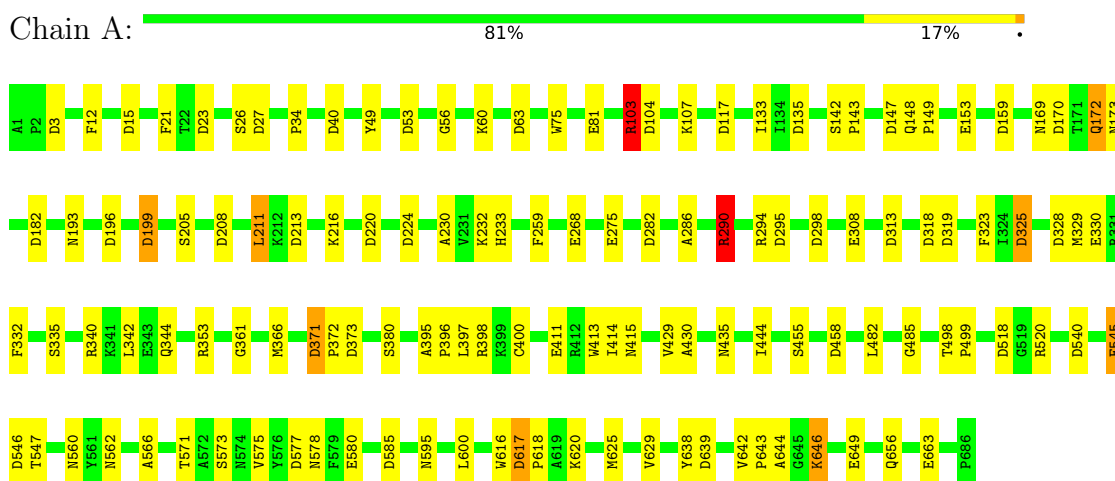 Chain A:
81% 17% •
A1 P2 D3 F12 D15 F21 T22 D23 S26 D27 P34 D40 Y49 D53 G56 K60 D63 W75 E81 R103 D104 K107 D117 I133 I134 D135 S142 P143 D147 Q148 P149 E153 D159 N169 D170 T171 Q172 N173
D182 N193 D196 D199 S205 D208 L211 K212 D213 K216 D220 D224 A230 V231 K232 H233 F259 E268 E275 D282 A286 R290 R294 D295 D298 E308 D313 D318 D319 F323 I324 D325 D328 M329 E330 R331
F332 S335 R340 K341 L342 E343 Q344 R353 G361 M366 D371 P372 D373 S380 A395 P396 L397 R398 K399 C400 E411 R412 W413 I414 N415 V429 A430 N435 I444 S455 D458 L482 G485 T498 P499 D518 G519 R520 D540 E545
D546 T547 N560 Y561 N562 A566 T571 A572 S573 N574 V575 Y576 D577 N578 F579 E580 D585 N595 L600 W616 D617 P618 A619 K620 M625 V629 Y638 D639 V642 P643 A644 G645 K646 E649 Q656 E663 P686